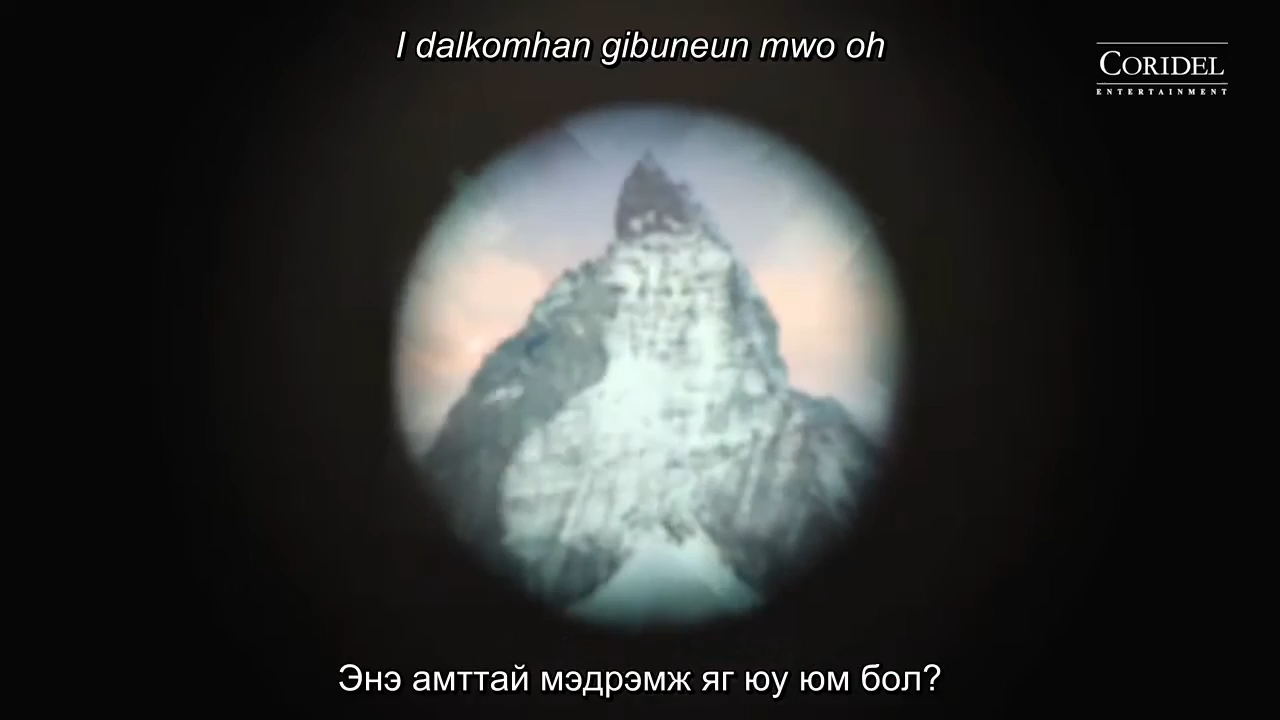 I dalkomhan gibuneun mwo oh
CORIDEL
ENTERTAINMENT
Энэ амттай мэдрэмж яг юу юм бол?